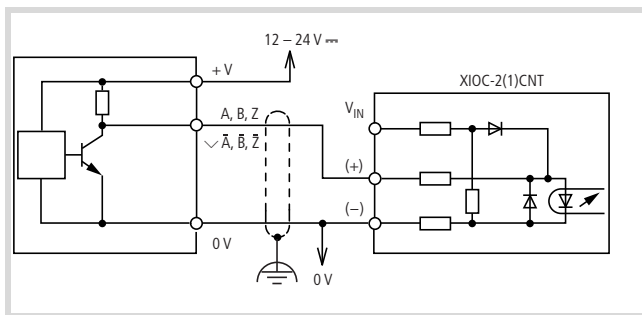 12 – 24 V ⎓
+ V
XIOC-2(1)CNT
A, B, Z
V_IN
∨ A̅, B̅, Z̅
(+)
(–)
0 V
0 V